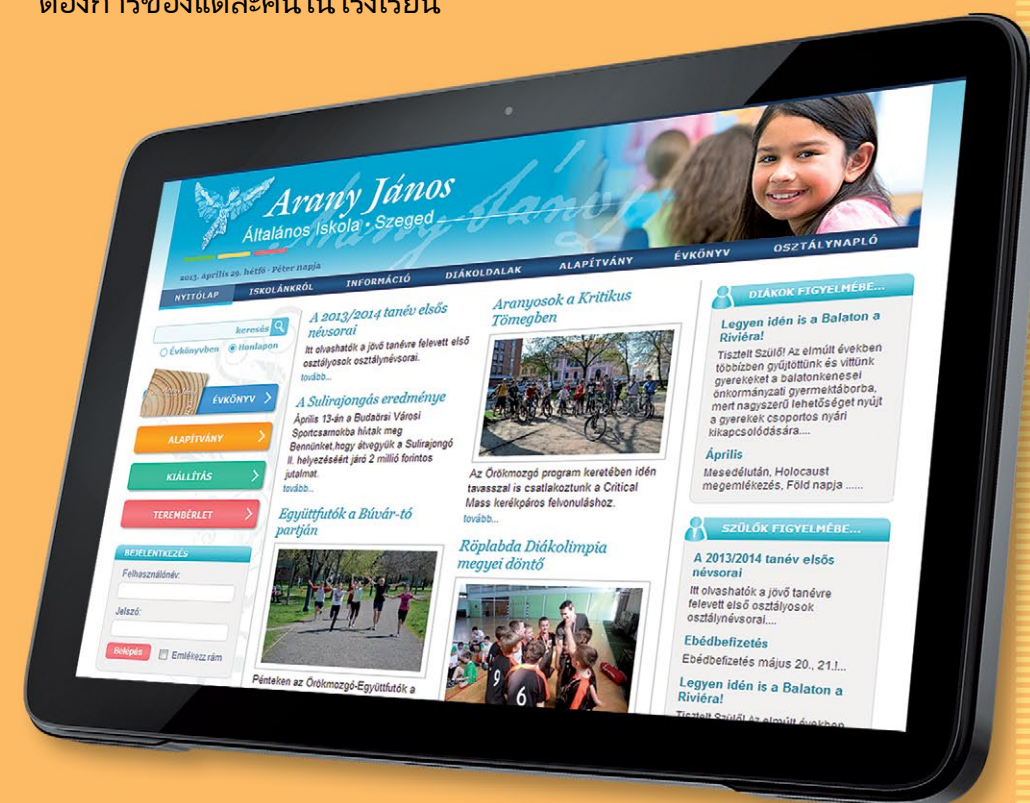 ต้องการของแต่ละคนในโรงเรียน
Arany János
Általános Iskola • Szeged
2013. április 29. hétfő - Péter napja
NYITÓLAP
ISKOLÁNKRÓL
INFORMÁCIÓ
DIÁKOLDALAK
ALAPÍTVÁNY
ÉVKÖNYV
OSZTÁLYNAPLÓ
keresés
Évkönyvben
Honlapon
ÉVKÖNYV
ALAPÍTVÁNY
KIÁLLÍTÁS
TEREMBÉRLET
BEJELENTKEZÉS
Felhasználónév:
Jelszó:
Belépés
Emlékezz rám
A 2013/2014 tanév elsős
névsorai
Itt olvashatók a jövő tanévre felevett első
osztályosok osztálynévsorai.
tovább...
A Sulirajongás eredménye
Április 13-án a Budaörsi Városi
Sportcsarnokba hívtak meg
Bennünket,hogy átvegyük a Sulirajongó
II. helyezéséért járó 2 millió forintos
jutalmat.
tovább...
Együttfutók a Búvár-tó
partján
Pénteken az Örökmozgó-Együttfutók a
Aranyosok a Kritikus
Tömegben
Az Örökmozgó program keretében idén
tavasszal is csatlakoztunk a Critical
Mass kerékpáros felvonuláshoz.
tovább...
Röplabda Diákolimpia
megyei döntő
9
6
DIÁKOK FIGYELMÉBE...
Legyen idén is a Balaton a
Riviéra!
Tisztelt Szülő! Az elmúlt években
többizben gyűjtöttünk és vittünk
gyerekeket a balatonkenesei
önkormányzati gyermektáborba,
mert nagyszerű lehetőséget nyújt
a gyerekek csoportos nyári
kikapcsolódására....
Április
Mesedélután, Holocaust
megemlékezés, Föld napja ......
SZÜLŐK FIGYELMÉBE...
A 2013/2014 tanév elsős
névsorai
Itt olvashatók a jövő tanévre
felevett első osztályosok
osztálynévsorai....
Ebédbefizetés
Ebédbefizetés május 20., 21.!...
Legyen idén is a Balaton a
Riviéra!
Tisztelt Szülő! Az elmúlt években